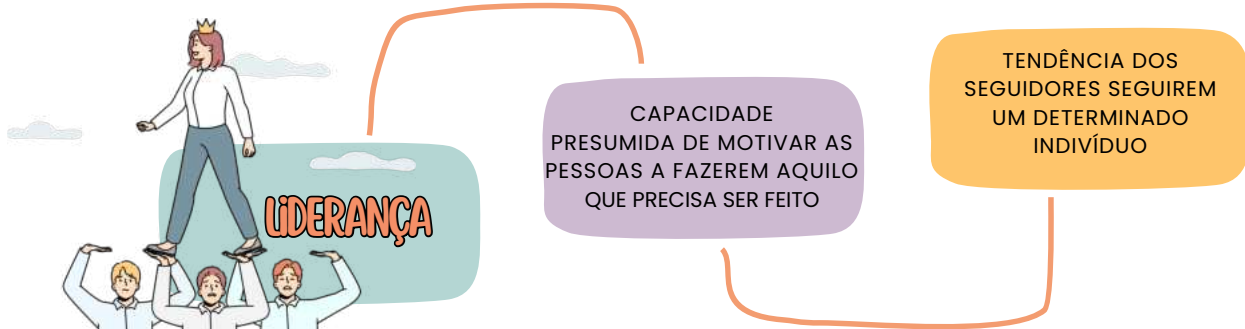 LIDERANÇA
CAPACIDADE
PRESUMIDA DE MOTIVAR AS
PESSOAS A FAZEREM AQUILO
QUE PRECISA SER FEITO
TENDÊNCIA DOS
SEGUIDORES SEGUIREM
UM DETERMINADO
INDIVÍDUO